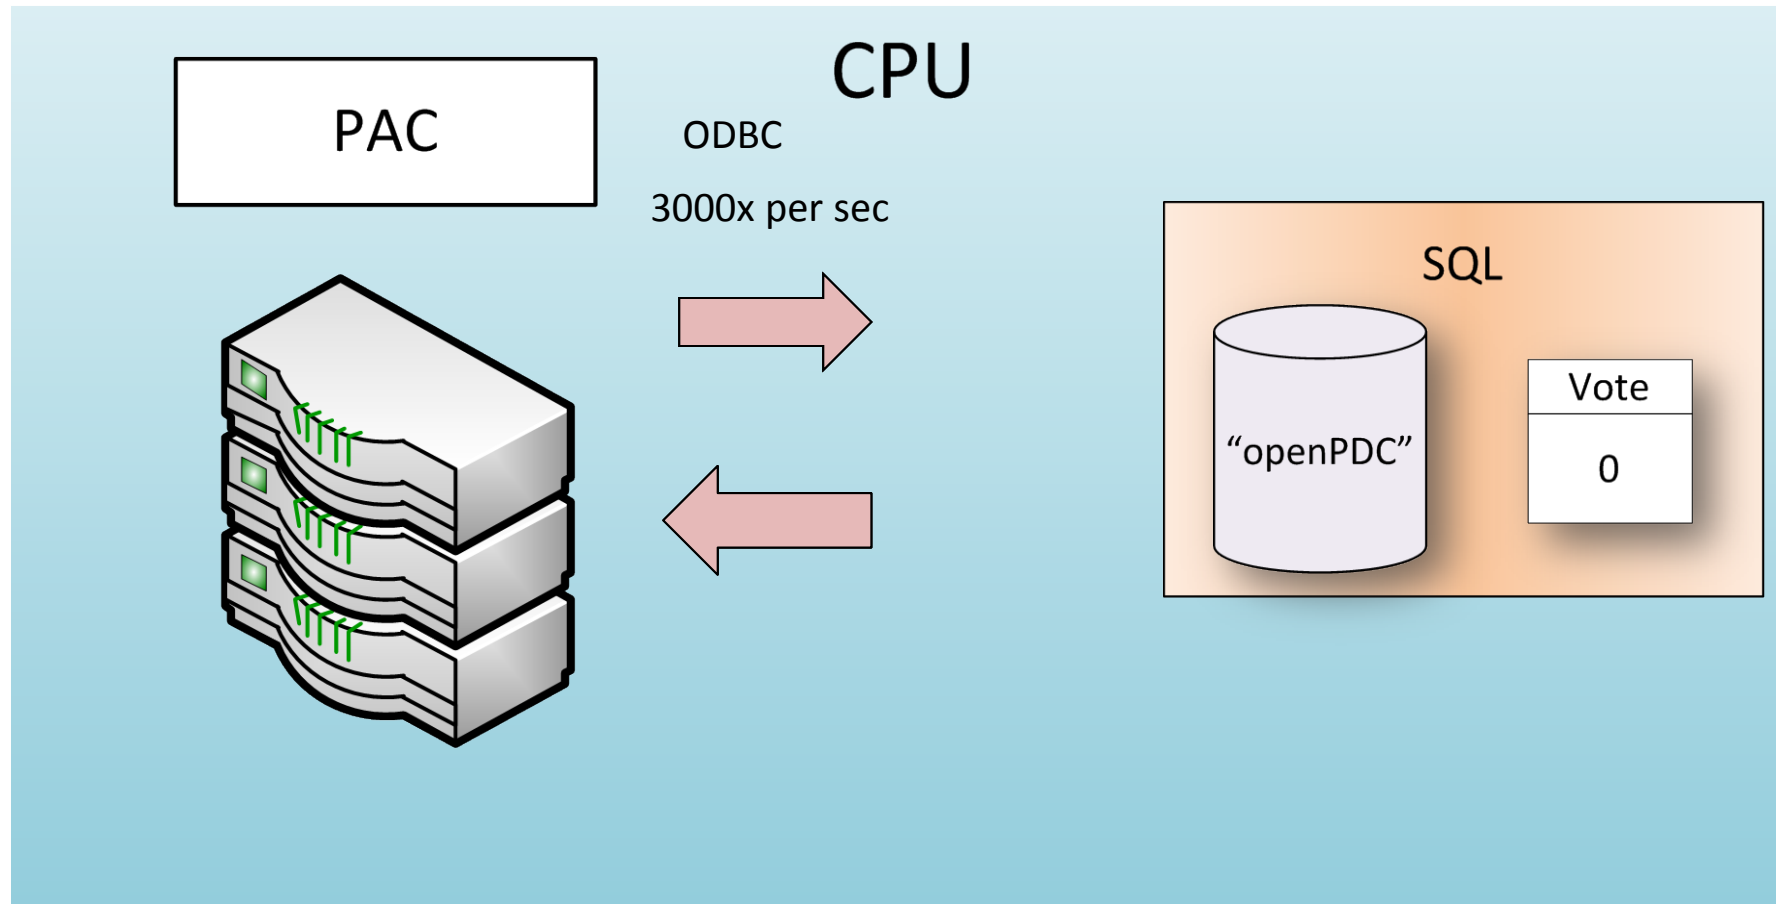 CPU
PAC
ODBC
3000x per sec
SQL
“openPDC”
Vote
0